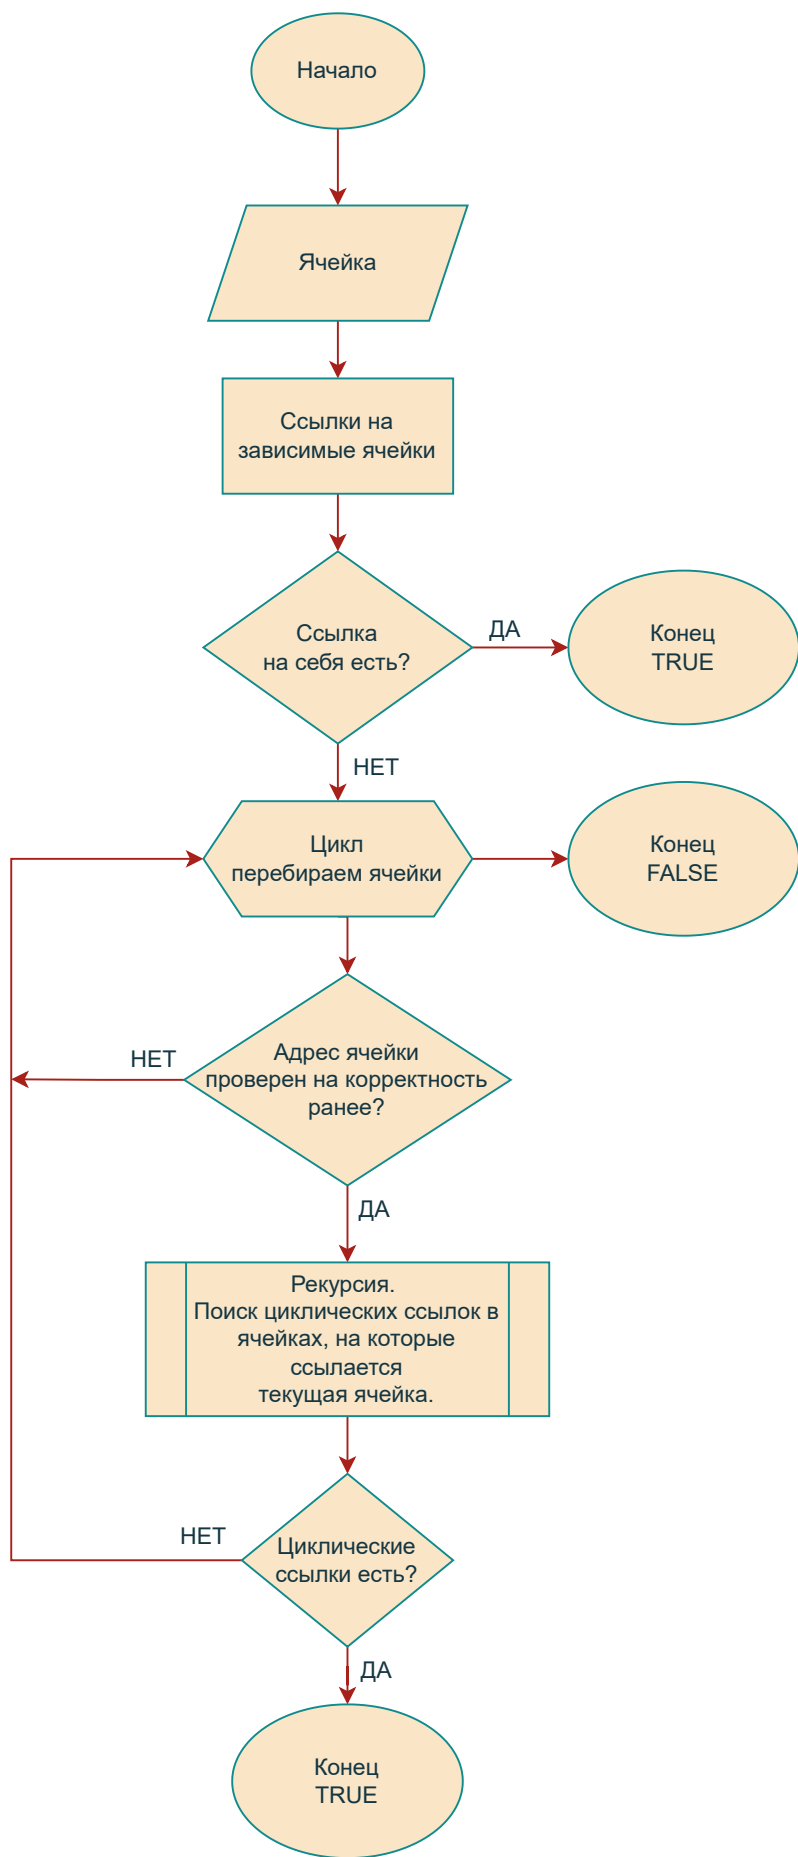 Начало
Ячейка
Ссылки на
зависимые ячейки
Ссылка
на себя есть?
ДА
Конец
TRUE
НЕТ
Цикл
перебираем ячейки
Конец
FALSE
Адрес ячейки
проверен на корректность
ранее?
НЕТ
ДА
Рекурсия.
Поиск циклических ссылок в
ячейках, на которые
ссылается
текущая ячейка.
Циклические
ссылки есть?
НЕТ
ДА
Конец
TRUE